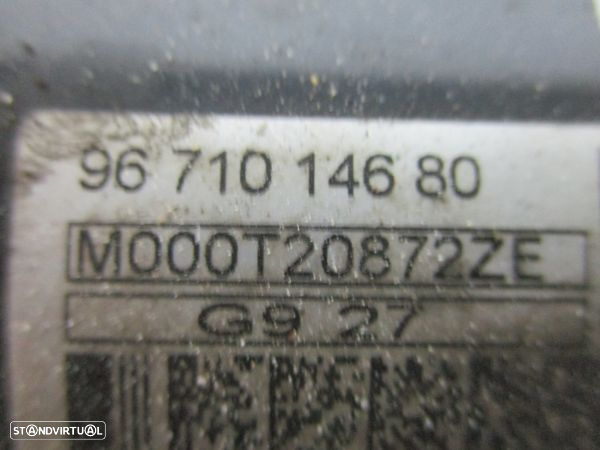 96 710 146 80
M000T20872ZE
G9 27
STANDVIRTUAL